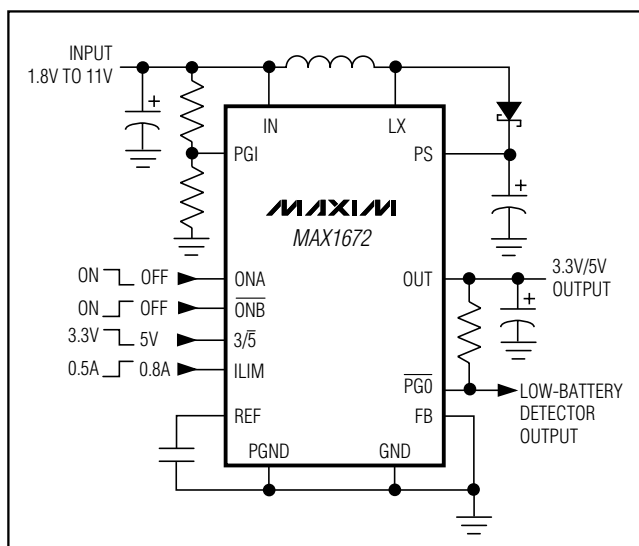 INPUT
1.8V TO 11V
IN
LX
PGI
PS
MAXIM
MAX1672
ON OFF
ONA
OUT
3.3V/5V
OUTPUT
ON OFF
ONB
3.3V 5V
3/5
0.5A 0.8A
ILIM
PG0
LOW-BATTERY
DETECTOR
OUTPUT
REF
FB
PGND
GND